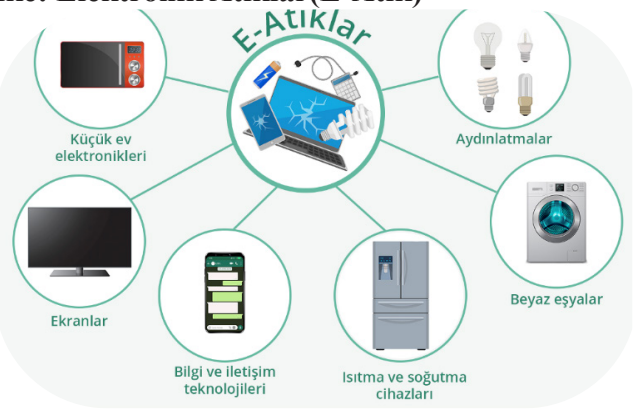 E-Atıklar
Küçük ev
elektronikleri
Aydınlatmalar
Ekranlar
Beyaz eşyalar
Bilgi ve iletişim
teknolojileri
Isıtma ve soğutma
cihazları